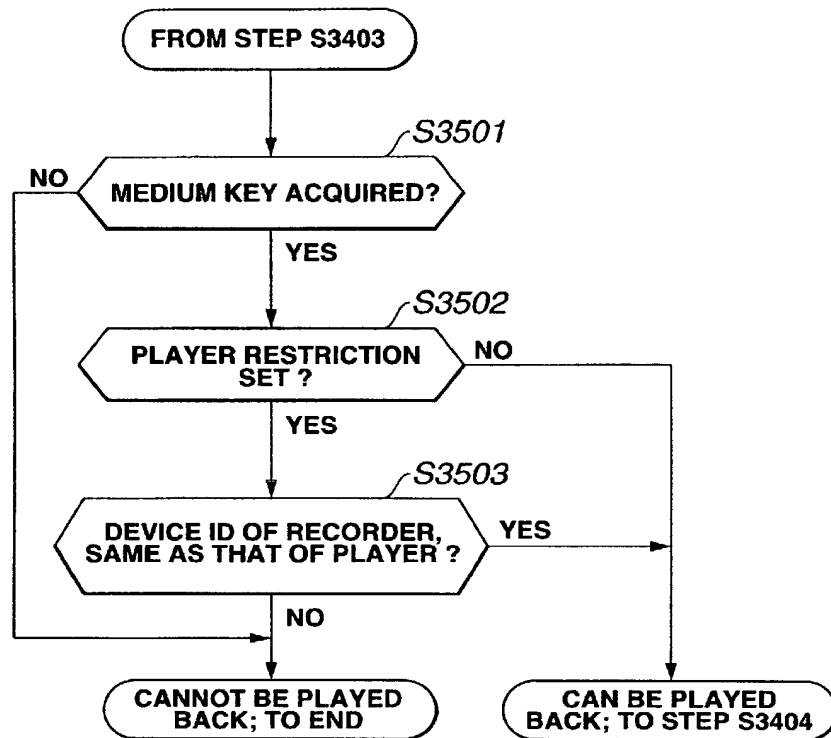 FROM STEP S3403
S3501
NO
MEDIUM KEY ACQUIRED?
YES
S3502
PLAYER RESTRICTION
SET ?
NO
YES
S3503
DEVICE ID OF RECORDER,
SAME AS THAT OF PLAYER ?
YES
NO
CANNOT BE PLAYED
BACK; TO END
CAN BE PLAYED
BACK; TO STEP S3404